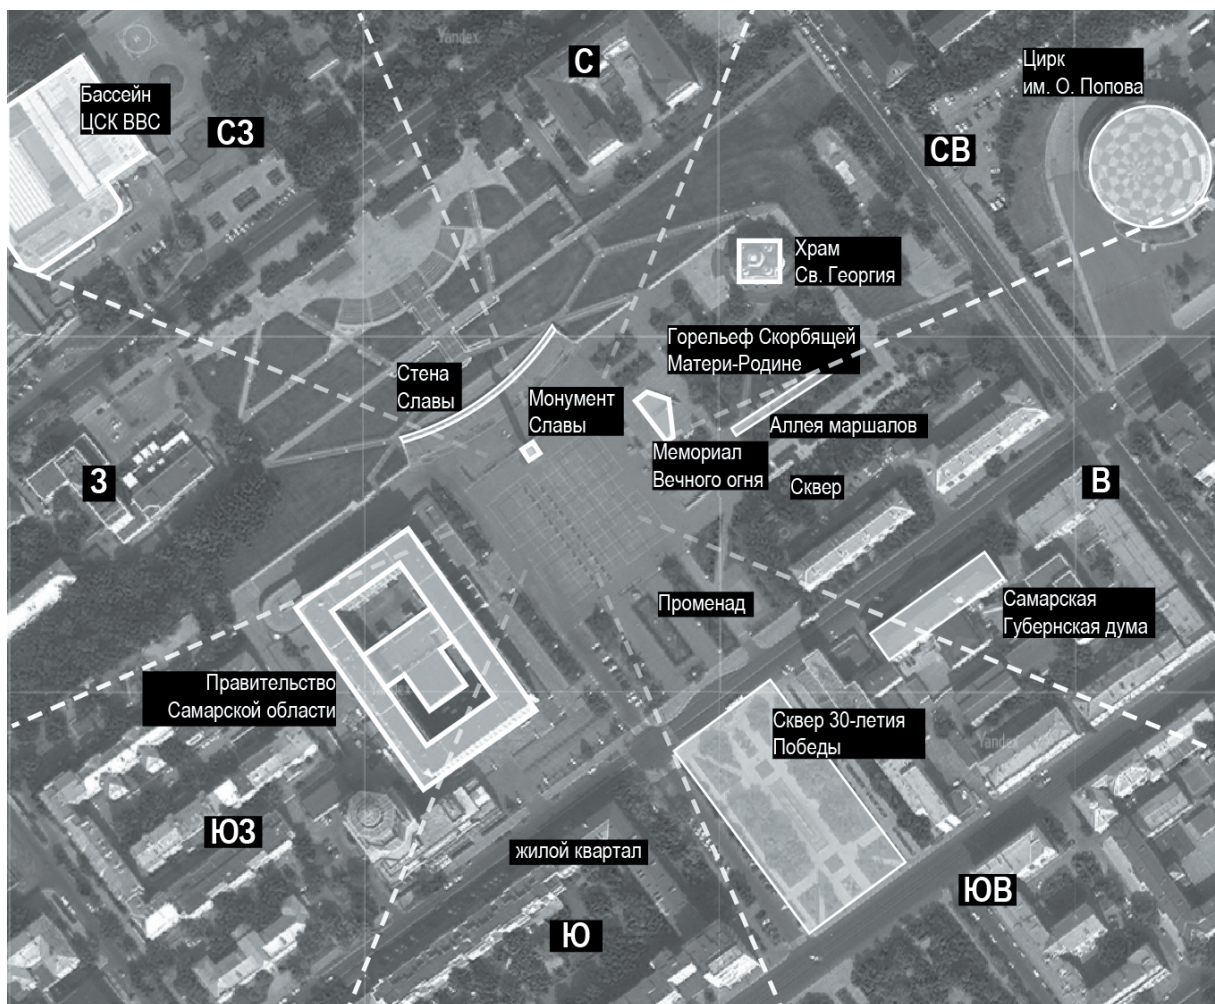 Yandex
С
Бассейн
ЦСК ВВС
СЗ
Цирк
им. О. Попова
СВ
Храм
Св. Георгия
Горельеф Скорбящей
Матери-Родине
Стена
Славы
Монумент
Славы
Аллея маршалов
Мемориал
Вечного огня
Сквер
З
В
Променад
Самарская
Губернская дума
Правительство
Самарской области
Сквер 30-летия
Победы
Yandex
ЮЗ
жилой квартал
ЮВ
Ю